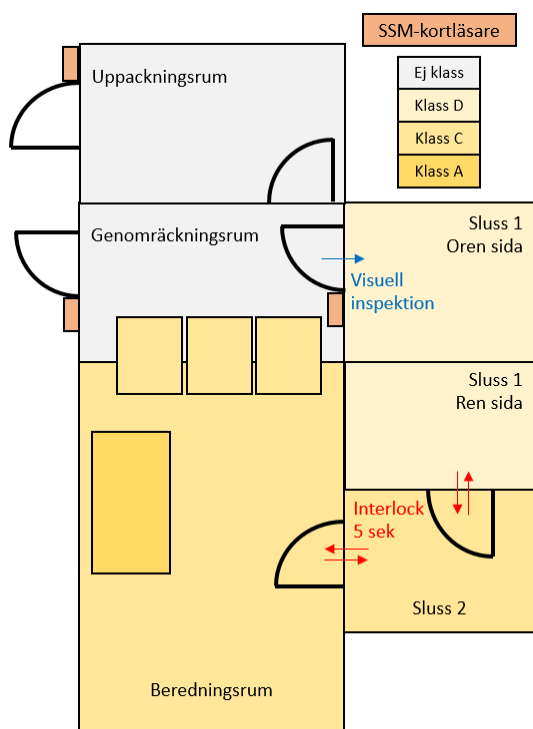 SSM-kortläsare
Ej klass
Klass D
Klass C
Klass A
Uppackningsrum
Genomräckningsrum
Sluss 1
Oren sida
Visuell
inspektion
Sluss 1
Ren sida
Interlock
5 sek
Sluss 2
Beredningsrum